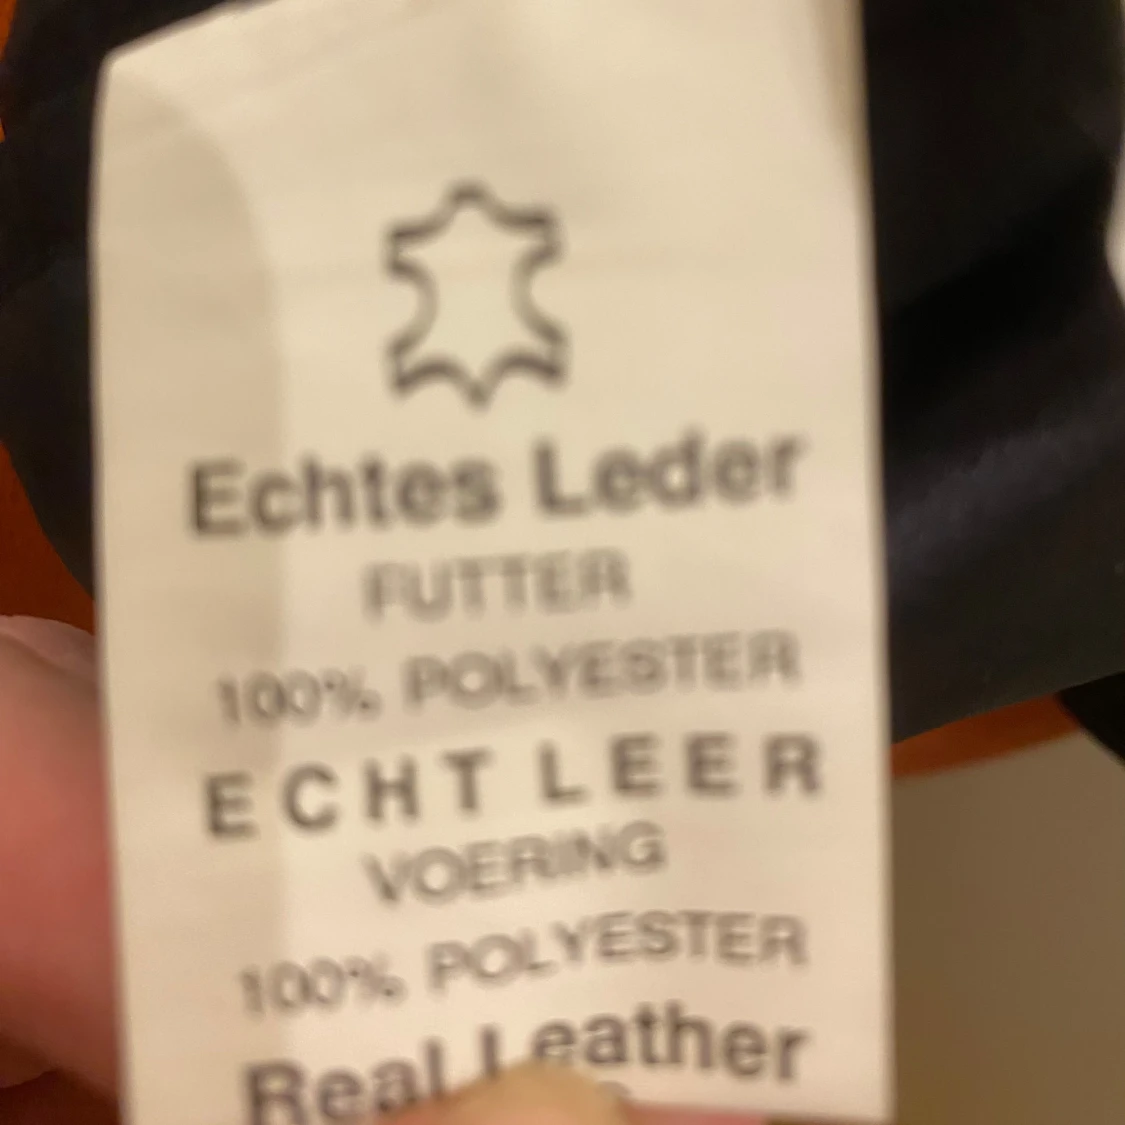 Echtes Leder
FUTTER
100% POLYESTER
ECHT LEER
VOERING
100% POLYESTER
Real Leather